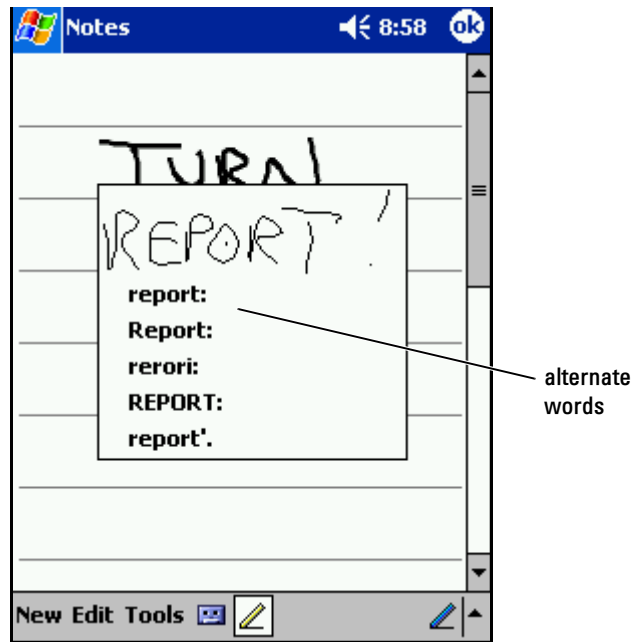 Notes 8:58 ok
TURN
REPORT!
report:
Report:
rerori:
REPORT:
report'.
alternate
words
New Edit Tools